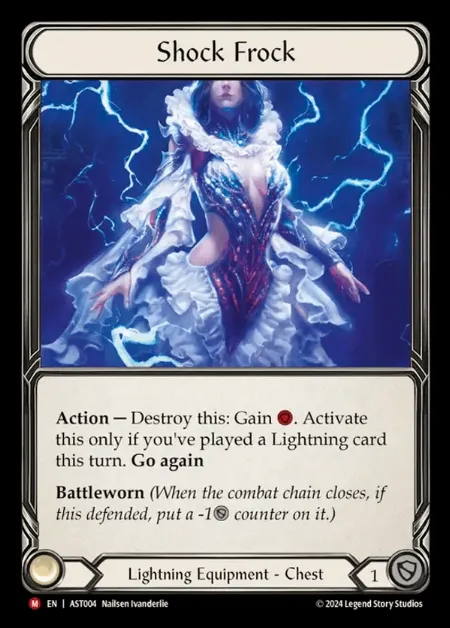 Shock Frock
Action — Destroy this: Gain . Activate
this only if you've played a Lightning card
this turn. Go again
Battleworn (When the combat chain closes, if
this defended, put a -1 counter on it.)
Lightning Equipment - Chest
1
M EN | AST004 Nailsen Ivanderlie
© 2024 Legend Story Studios